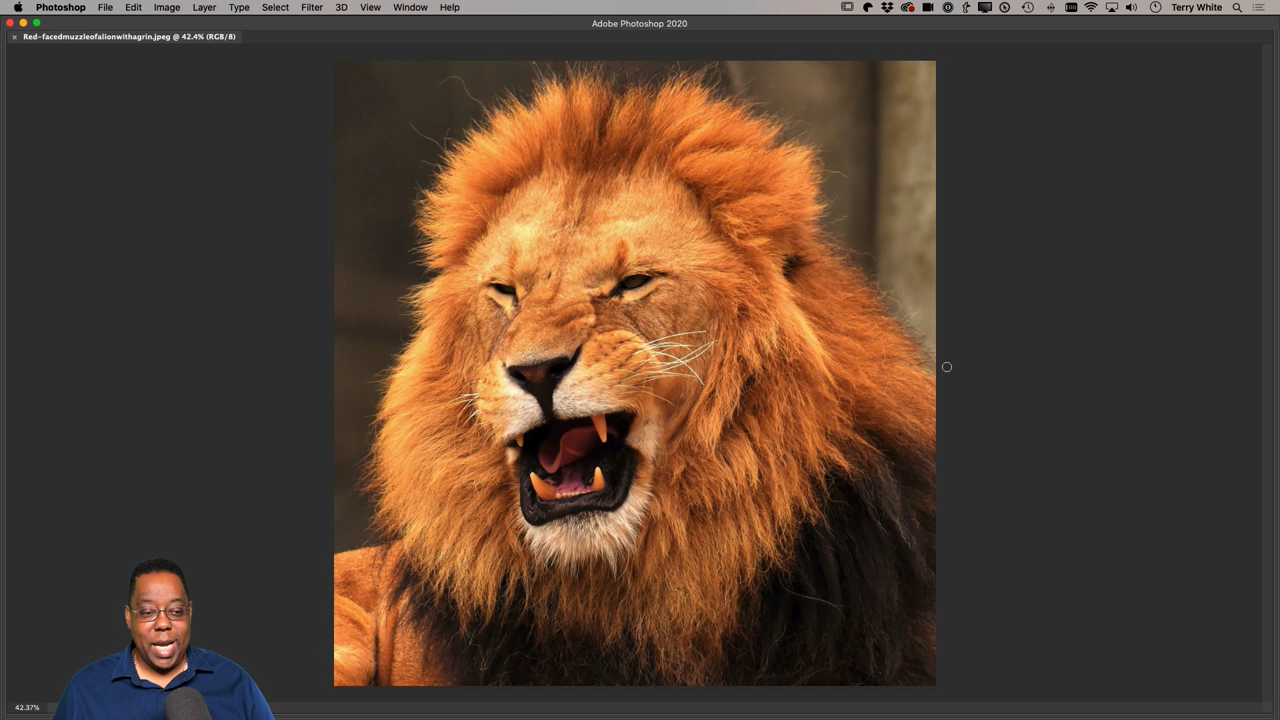 Photoshop File Edit Image Layer Type Select Filter 3D View Window Help Terry White
Adobe Photoshop 2020
Red-facedmuzzleofalionwithagrin.jpeg @ 42.4% (RGB/8)
42.37%